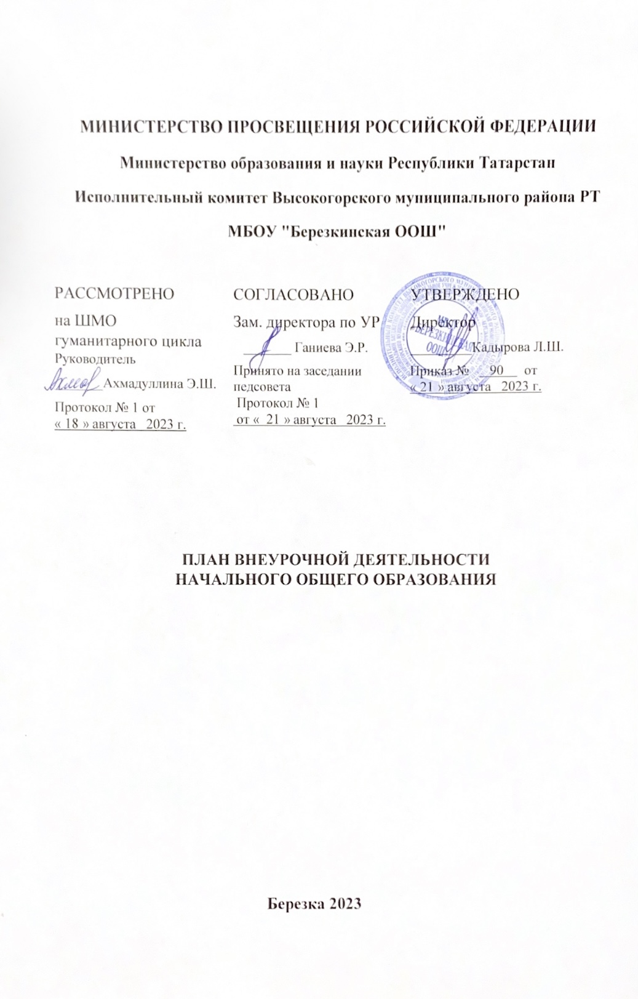 МИНИСТЕРСТВО ПРОСВЕЩЕНИЯ РОССИЙСКОЙ ФЕДЕРАЦИИ
Министерство образования и науки Республики Татарстан
Исполнительный комитет Высокогорского муниципального района РТ
МБОУ "Березкинская ООШ"
РАССМОТРЕНО
на ШМО
гуманитарного цикла
Руководитель
Ахмадуллина Э.Ш.
Протокол № 1 от
« 18 » августа 2023 г.
СОГЛАСОВАНО
Зам. директора по УР
Ганиева Э.Р.
Принято на заседании
педсовета
Протокол № 1
от « 21 » августа 2023 г.
УТВЕРЖДЕНО
Директор
Кадырова Л.Ш.
Приказ № 90 от
« 21 » августа 2023 г.
ПЛАН ВНЕУРОЧНОЙ ДЕЯТЕЛЬНОСТИ
НАЧАЛЬНОГО ОБЩЕГО ОБРАЗОВАНИЯ
Березка 2023